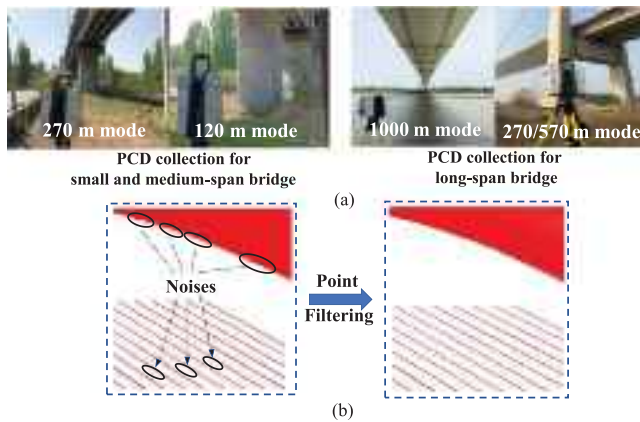 270 m mode
120 m mode
1000 m mode
270/570 m mode
PCD collection for
small and medium-span bridge
PCD collection for
long-span bridge
(a)
Noises
Point
Filtering
(b)